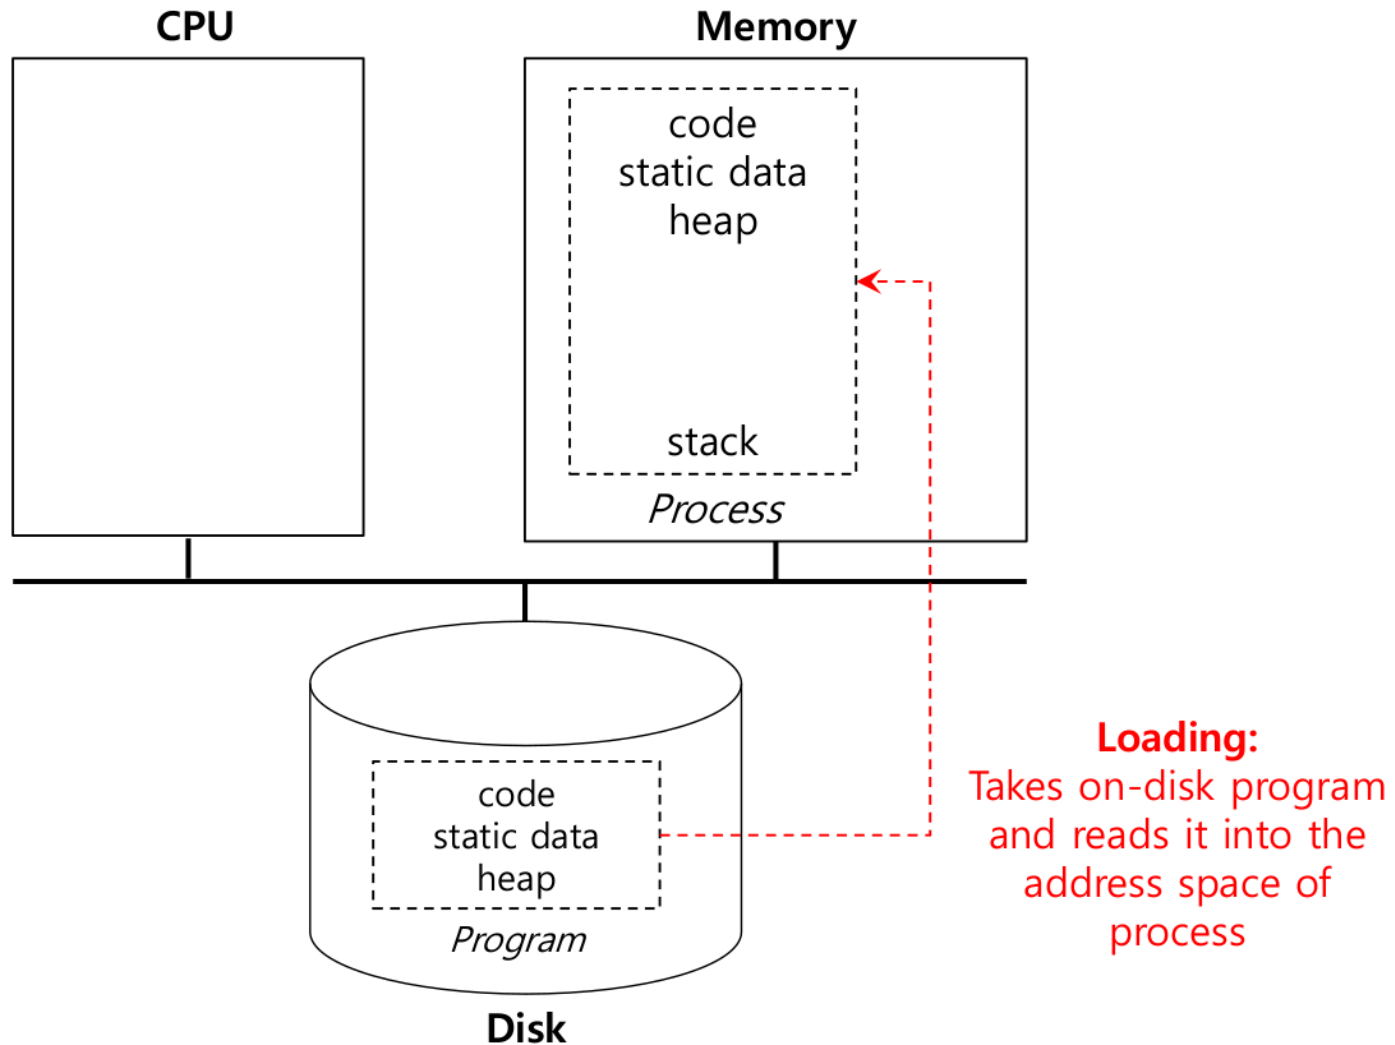 CPU
Memory
code
static data
heap
stack
Process
code
static data
heap
Program
Disk
Loading:
Takes on-disk program
and reads it into the
address space of
process